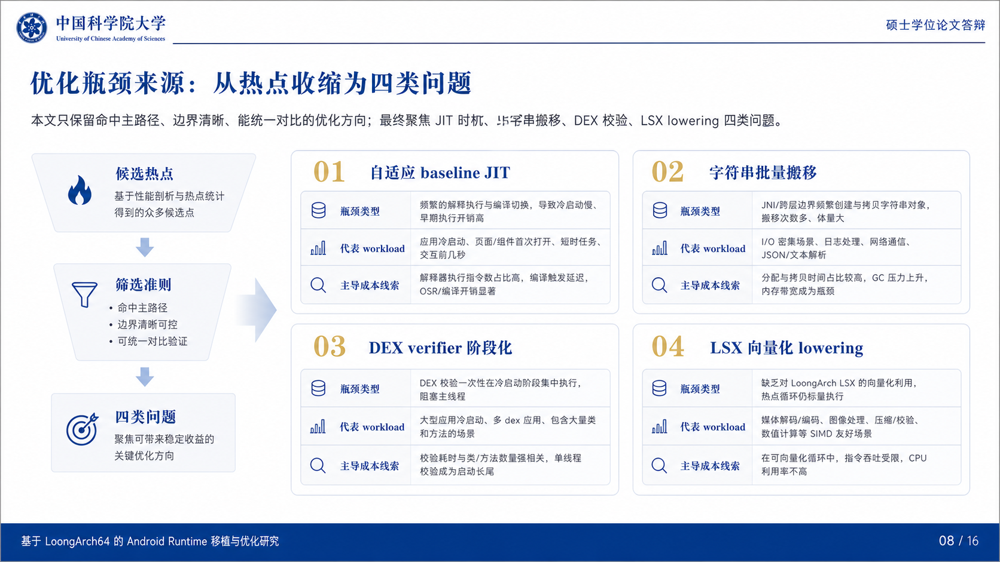 中国科学院大学
University of Chinese Academy of Sciences
硕士学位论文答辩
优化瓶颈来源：从热点收缩为四类问题
本文只保留命中主路径、边界清晰、能统一对比的优化方向；最终聚焦 JIT 时机、字符串搬移、DEX 校验、LSX lowering 四类问题。
候选热点
基于性能剖析与热点统计
得到的众多候选点
筛选准则
• 命中主路径
• 边界清晰可控
• 可统一对比验证
四类问题
聚焦可带来稳定收益的
关键优化方向
01 自适应 baseline JIT
瓶颈类型
频繁的解释执行与编译切换，导致冷启动慢、
早期执行开销高
代表 workload
应用冷启动、页面/组件首次打开、短时任务、
交互前几秒
主导成本线索
解释器执行指令数占比高，编译触发延迟，
OSR/编译开销显著
02 字符串批量搬移
瓶颈类型
JNI/跨层边界频繁创建与拷贝字符串对象，
搬移次数多、体量大
代表 workload
I/O 密集场景、日志处理、网络通信、
JSON/文本解析
主导成本线索
分配与拷贝时间占比较高，GC 压力上升，
内存带宽成为瓶颈
03 DEX verifier 阶段化
瓶颈类型
DEX 校验一次性在冷启动阶段集中执行，
阻塞主线程
代表 workload
大型应用冷启动、多 dex 应用、包含大量类
和方法的场景
主导成本线索
校验耗时与类/方法数量强相关，单线程
校验成为启动长尾
04 LSX 向量化 lowering
瓶颈类型
缺乏对 LoongArch LSX 的向量化利用，
热点循环仍标量执行
代表 workload
媒体解码/编码、图像处理、压缩/校验、
数值计算等 SIMD 友好场景
主导成本线索
在可向量化循环中，指令吞吐受限，CPU
利用率不高
基于 LoongArch64 的 Android Runtime 移植与优化研究
08 / 16